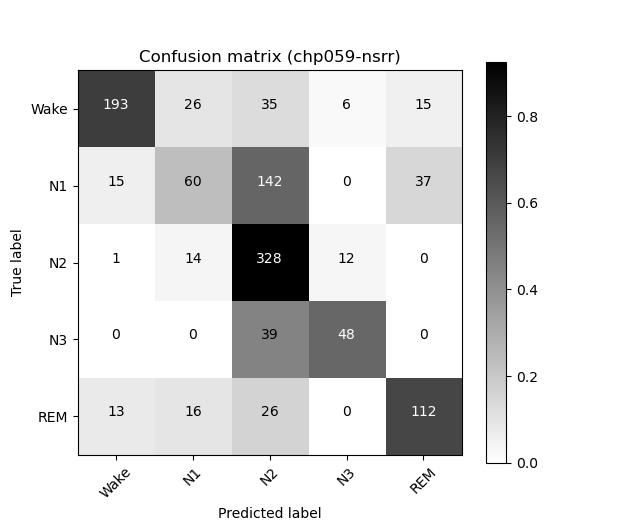 Confusion matrix (chp059-nsrr)
Wake 193 26 35 6 15
N1 15 60 142 0 37
N2 1 14 328 12 0
N3 0 0 39 48 0
REM 13 16 26 0 112
Wake N1 N2 N3 REM
Predicted label
True label
0.8
0.6
0.4
0.2
0.0